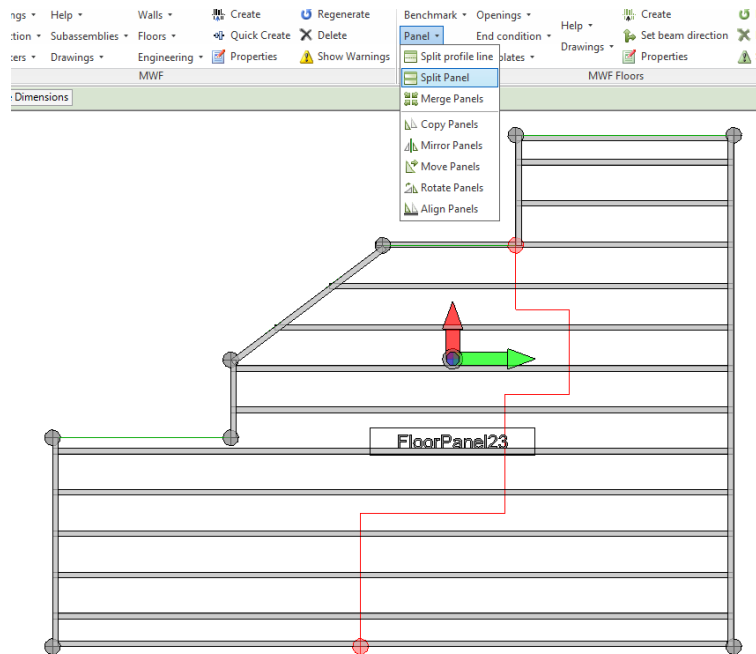 ngs Help Walls Create Regenerate Benchmark Openings Create
ction Subassemblies Floors Quick Create Delete Panel End condition Help Set beam direction
ters Drawings Engineering Properties Show Warnings Split profile line plates Drawings Properties
MWF Split Panel MWF Floors
e Dimensions Merge Panels
Copy Panels
Mirror Panels
Move Panels
Rotate Panels
Align Panels
FloorPanel23